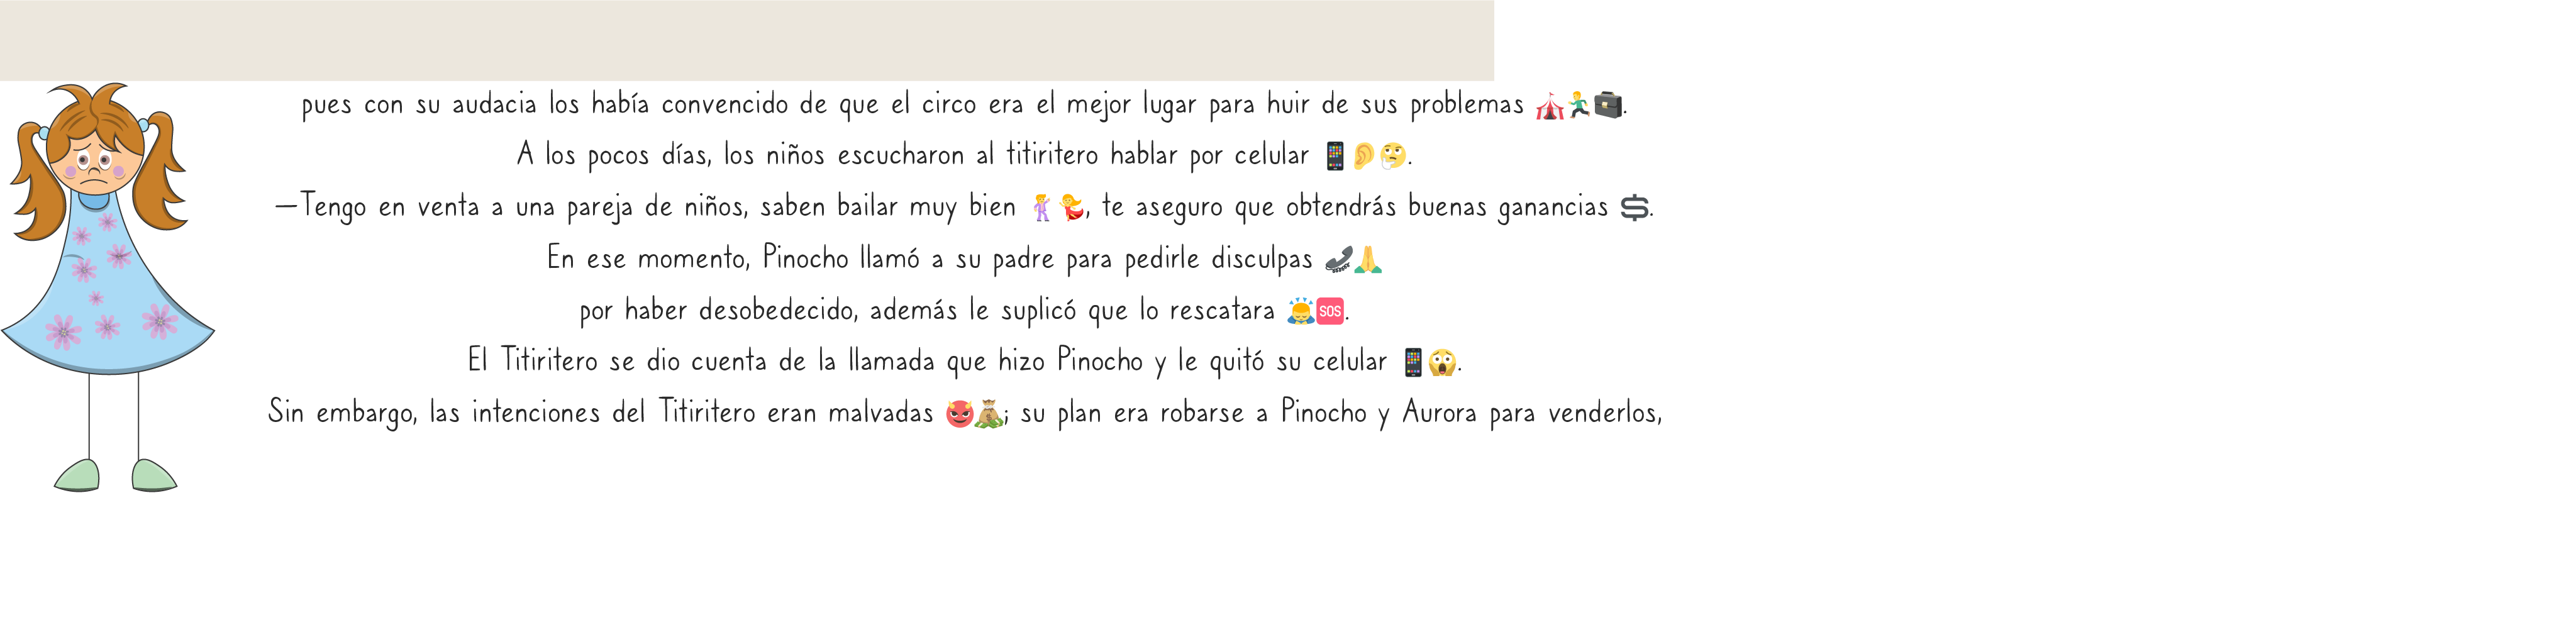 pues con su audacia los había convencido de que el circo era el mejor lugar para huir de sus problemas 🎪🏃‍♂️💼.
A los pocos días, los niños escucharon al titiritero hablar por celular 📱👂🤔.
—Tengo en venta a una pareja de niños, saben bailar muy bien 🕺💃, te aseguro que obtendrás buenas ganancias 💲.
En ese momento, Pinocho llamó a su padre para pedirle disculpas 📞🙏
por haber desobedecido, además le suplicó que lo rescatara 🙇‍♂️🆘.
El Titiritero se dio cuenta de la llamada que hizo Pinocho y le quitó su celular 📱😱.
Sin embargo, las intenciones del Titiritero eran malvadas 😈💰; su plan era robarse a Pinocho y Aurora para venderlos,